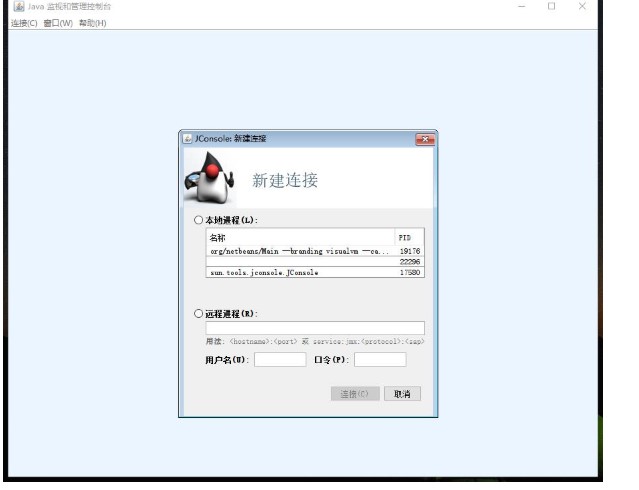 Java 监视和管理控制台
连接(C) 窗口(W) 帮助(H)
JConsole: 新建连接
新建连接
本地进程(L):
名称 PID
org/netbeans/Main --branding visualvm --ca... 19176
22296
sun.tools.jconsole.JConsole 17580
远程进程(R):
用法: <hostname>:<port> 或 service:jmx:<protocol>:<sap>
用户名(U): 口令(P):
连接(C) 取消